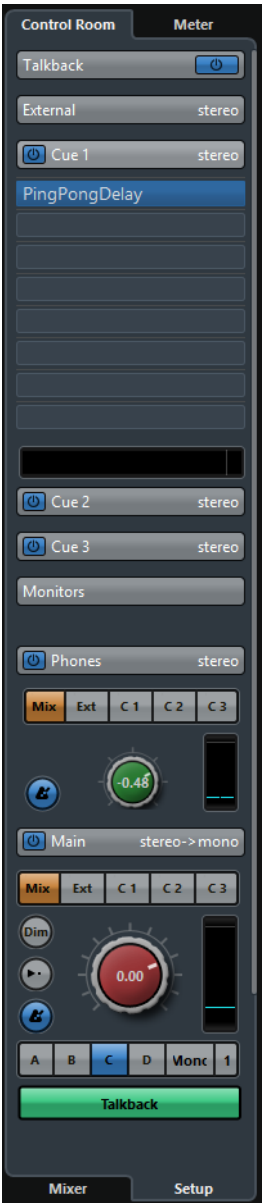 Control Room Meter
Talkback
External stereo
Cue 1 stereo
PingPongDelay
Cue 2 stereo
Cue 3 stereo
Monitors
Phones stereo
Mix Ext C 1 C 2 C 3
-0.48
Main stereo->mono
Mix Ext C 1 C 2 C 3
Dim
0.00
A B C D Mono 1
Talkback
Mixer Setup